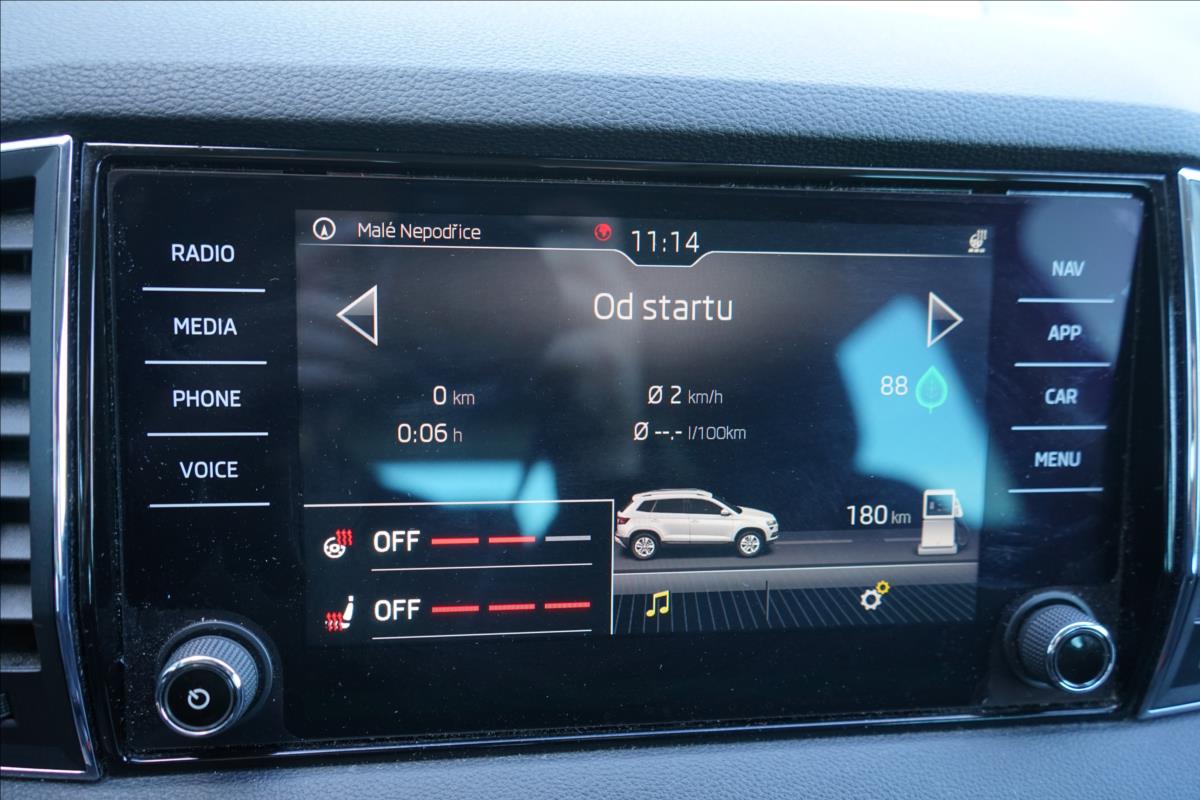 RADIO
MEDIA
PHONE
VOICE
Malé Nepodřice
11:14
Od startu
0 km
0:06 h
Ø 2 km/h
Ø --.- l/100km
88
OFF
OFF
180 km
NAV
APP
CAR
MENU